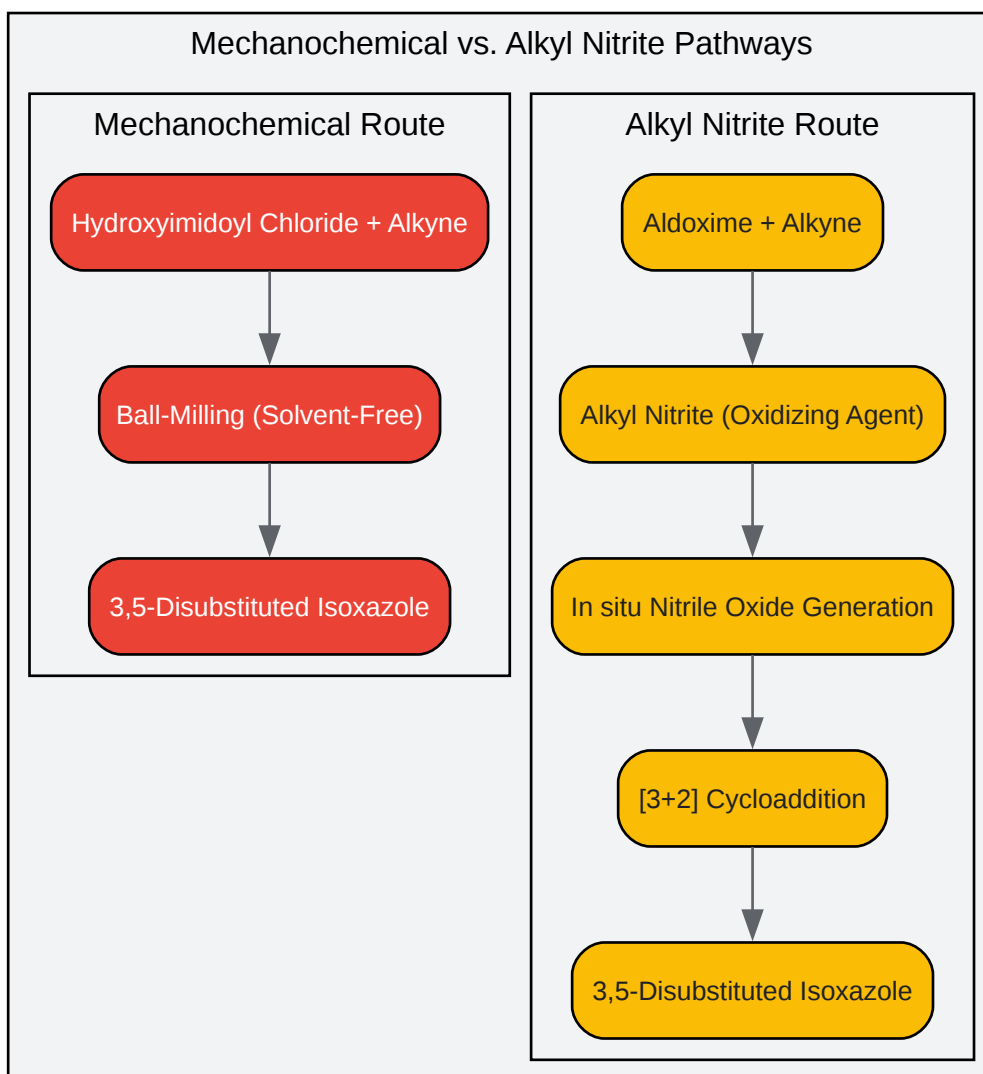 Mechanochemical vs. Alkyl Nitrite Pathways
Mechanochemical Route
Hydroxyimidoyl Chloride + Alkyne
Ball-Milling (Solvent-Free)
3,5-Disubstituted Isoxazole
Alkyl Nitrite Route
Aldoxime + Alkyne
Alkyl Nitrite (Oxidizing Agent)
In situ Nitrile Oxide Generation
[3+2] Cycloaddition
3,5-Disubstituted Isoxazole